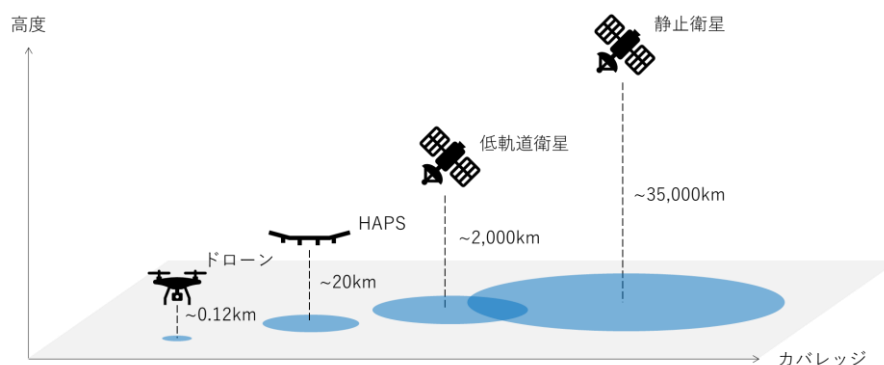 高度
静止衛星
低軌道衛星
~35,000km
HAPS
~2,000km
ドローン
~20km
~0.12km
カバレッジ